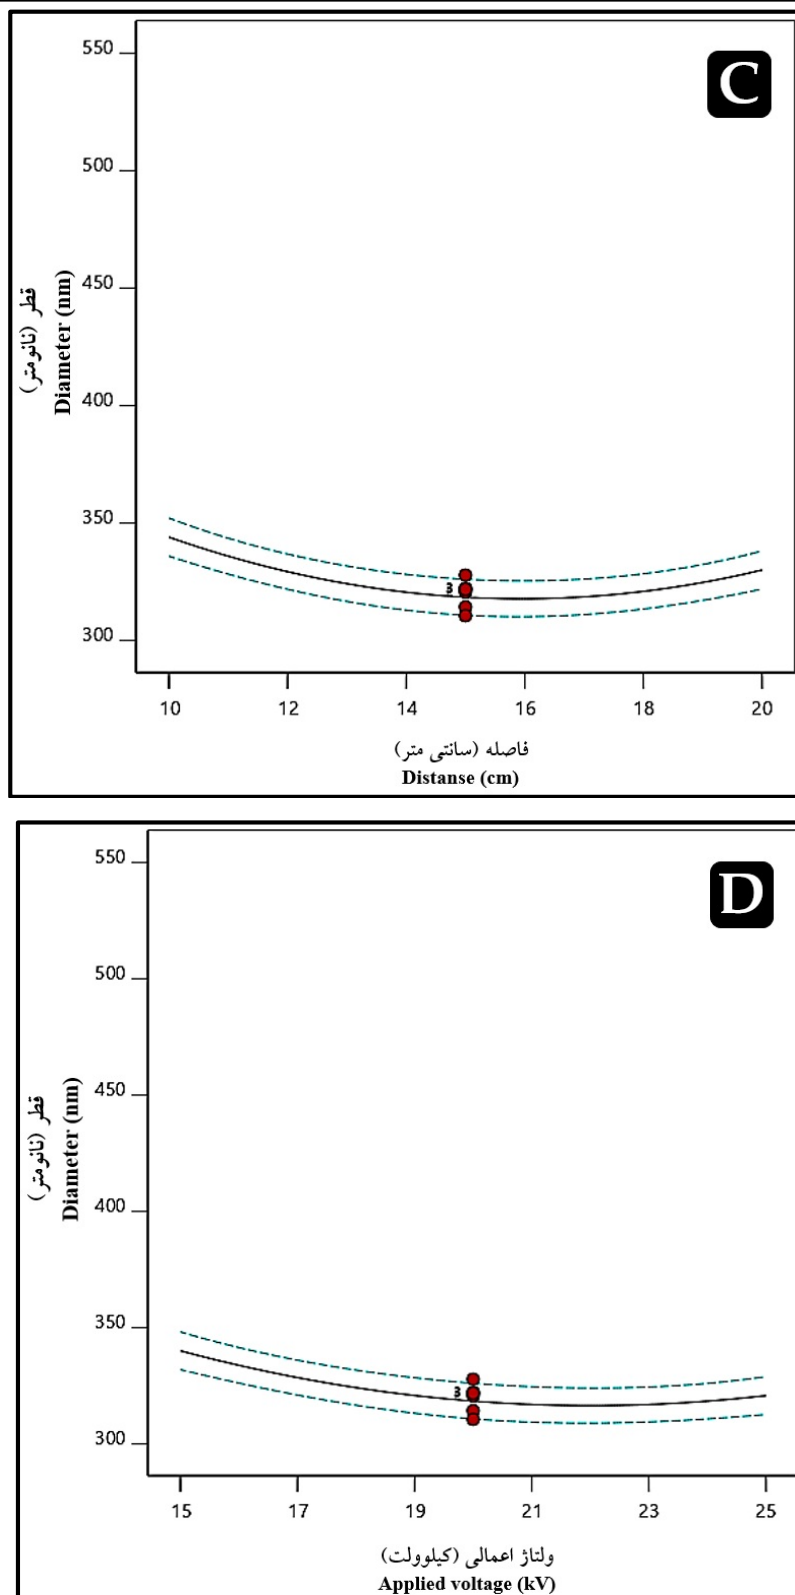 C
550
500
450
400
350
300
قطر (نانومتر)
Diameter (nm)
3
10 12 14 16 18 20
فاصله (سانتی متر)
Distanse (cm)
D
550
500
450
400
350
300
قطر (نانومتر)
Diameter (nm)
3
15 17 19 21 23 25
ولتاژ اعمالی (کیلوولت)
Applied voltage (kV)